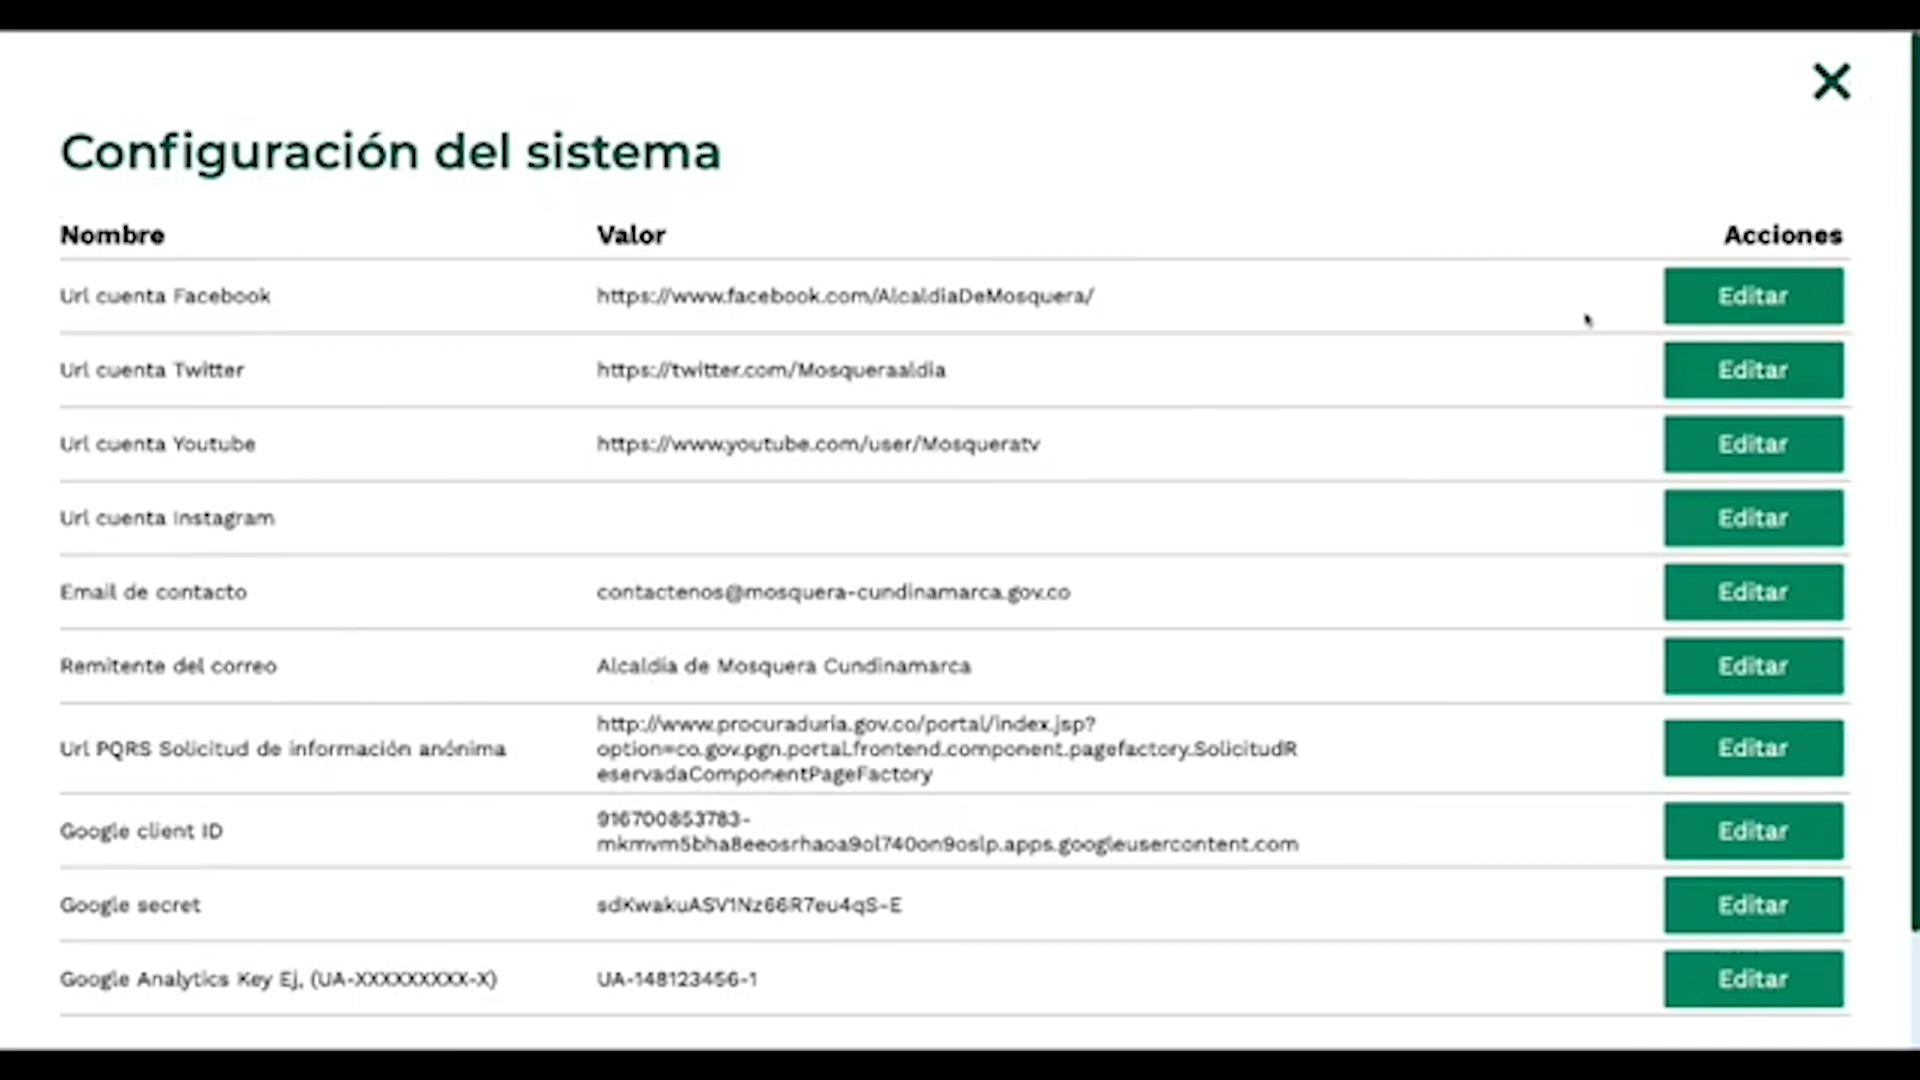 Configuración del sistema
Nombre Valor Acciones
Url cuenta Facebook https://www.facebook.com/AlcaldiaDeMosquera/ Editar
Url cuenta Twitter https://twitter.com/Mosqueraaldia Editar
Url cuenta Youtube https://www.youtube.com/user/Mosqueratv Editar
Url cuenta Instagram Editar
Email de contacto contactenos@mosquera-cundinamarca.gov.co Editar
Remitente del correo Alcaldía de Mosquera Cundinamarca Editar
Url PQRS Solicitud de información anónima http://www.procuraduria.gov.co/portal/index.jsp?
option=co.gov.pgn.portal.frontend.component.pagefactory.SolicitudR
eservadaComponentPageFactory Editar
Google client ID 916700853783-
mkmvm5bha8eeosrhaoa9ol740on9oslp.apps.googleusercontent.com Editar
Google secret sdKwakuASV1Nz66R7eu4qS-E Editar
Google Analytics Key Ej, (UA-XXXXXXXXX-X) UA-148123456-1 Editar